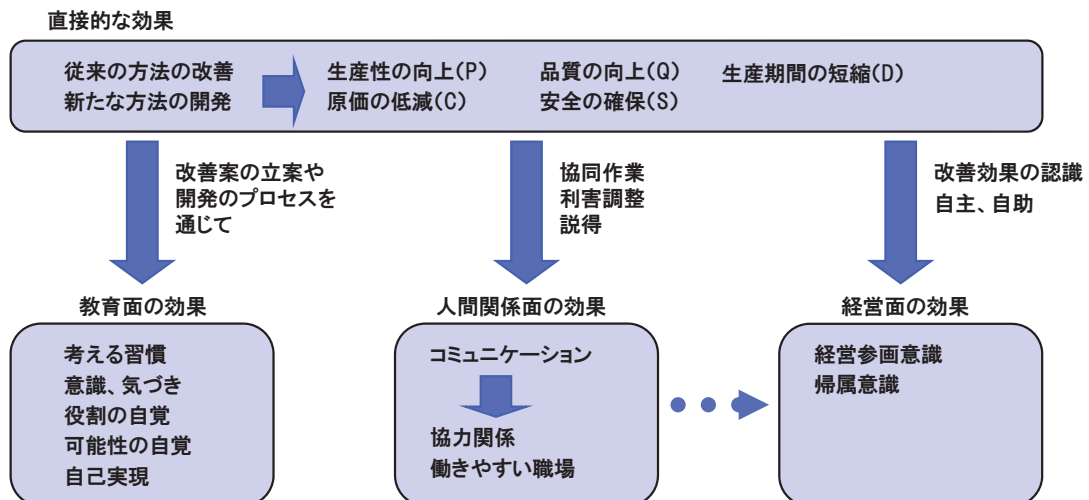 直接的な効果
従来の方法の改善
新たな方法の開発
生産性の向上(P)
原価の低減(C)
品質の向上(Q)
安全の確保(S)
生産期間の短縮(D)
改善案の立案や
開発のプロセスを
通じて
協同作業
利害調整
説得
改善効果の認識
自主、自助
教育面の効果
考える習慣
意識、気づき
役割の自覚
可能性の自覚
自己実現
人間関係面の効果
コミュニケーション
協力関係
働きやすい職場
経営面の効果
経営参画意識
帰属意識